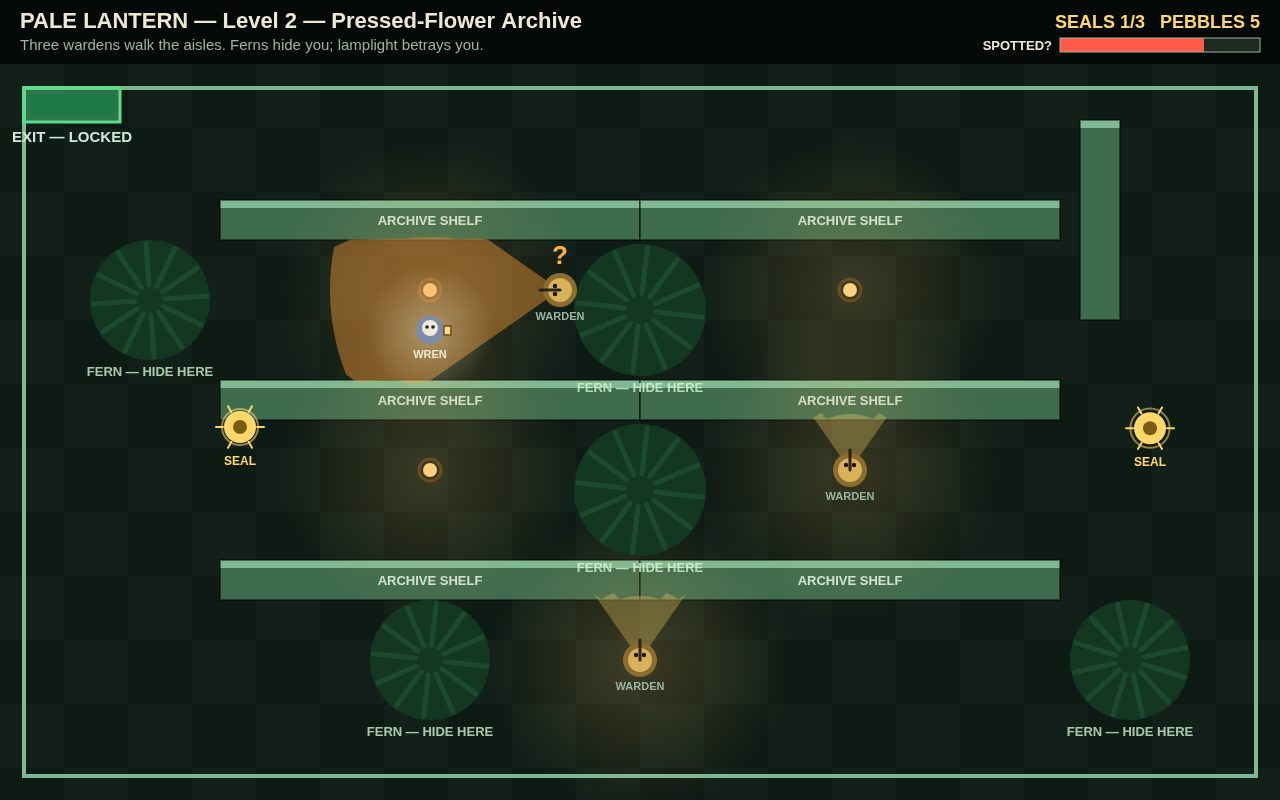 PALE LANTERN — Level 2 — Pressed-Flower Archive
SEALS 1/3 PEBBLES 5
Three wardens walk the aisles. Ferns hide you; lamplight betrays you.
SPOTTED?
EXIT — LOCKED
ARCHIVE SHELF
ARCHIVE SHELF
?
WARDEN
WREN
FERN — HIDE HERE
FERN — HIDE HERE
ARCHIVE SHELF
ARCHIVE SHELF
SEAL
SEAL
WARDEN
FERN — HIDE HERE
ARCHIVE SHELF
ARCHIVE SHELF
WARDEN
FERN — HIDE HERE
FERN — HIDE HERE